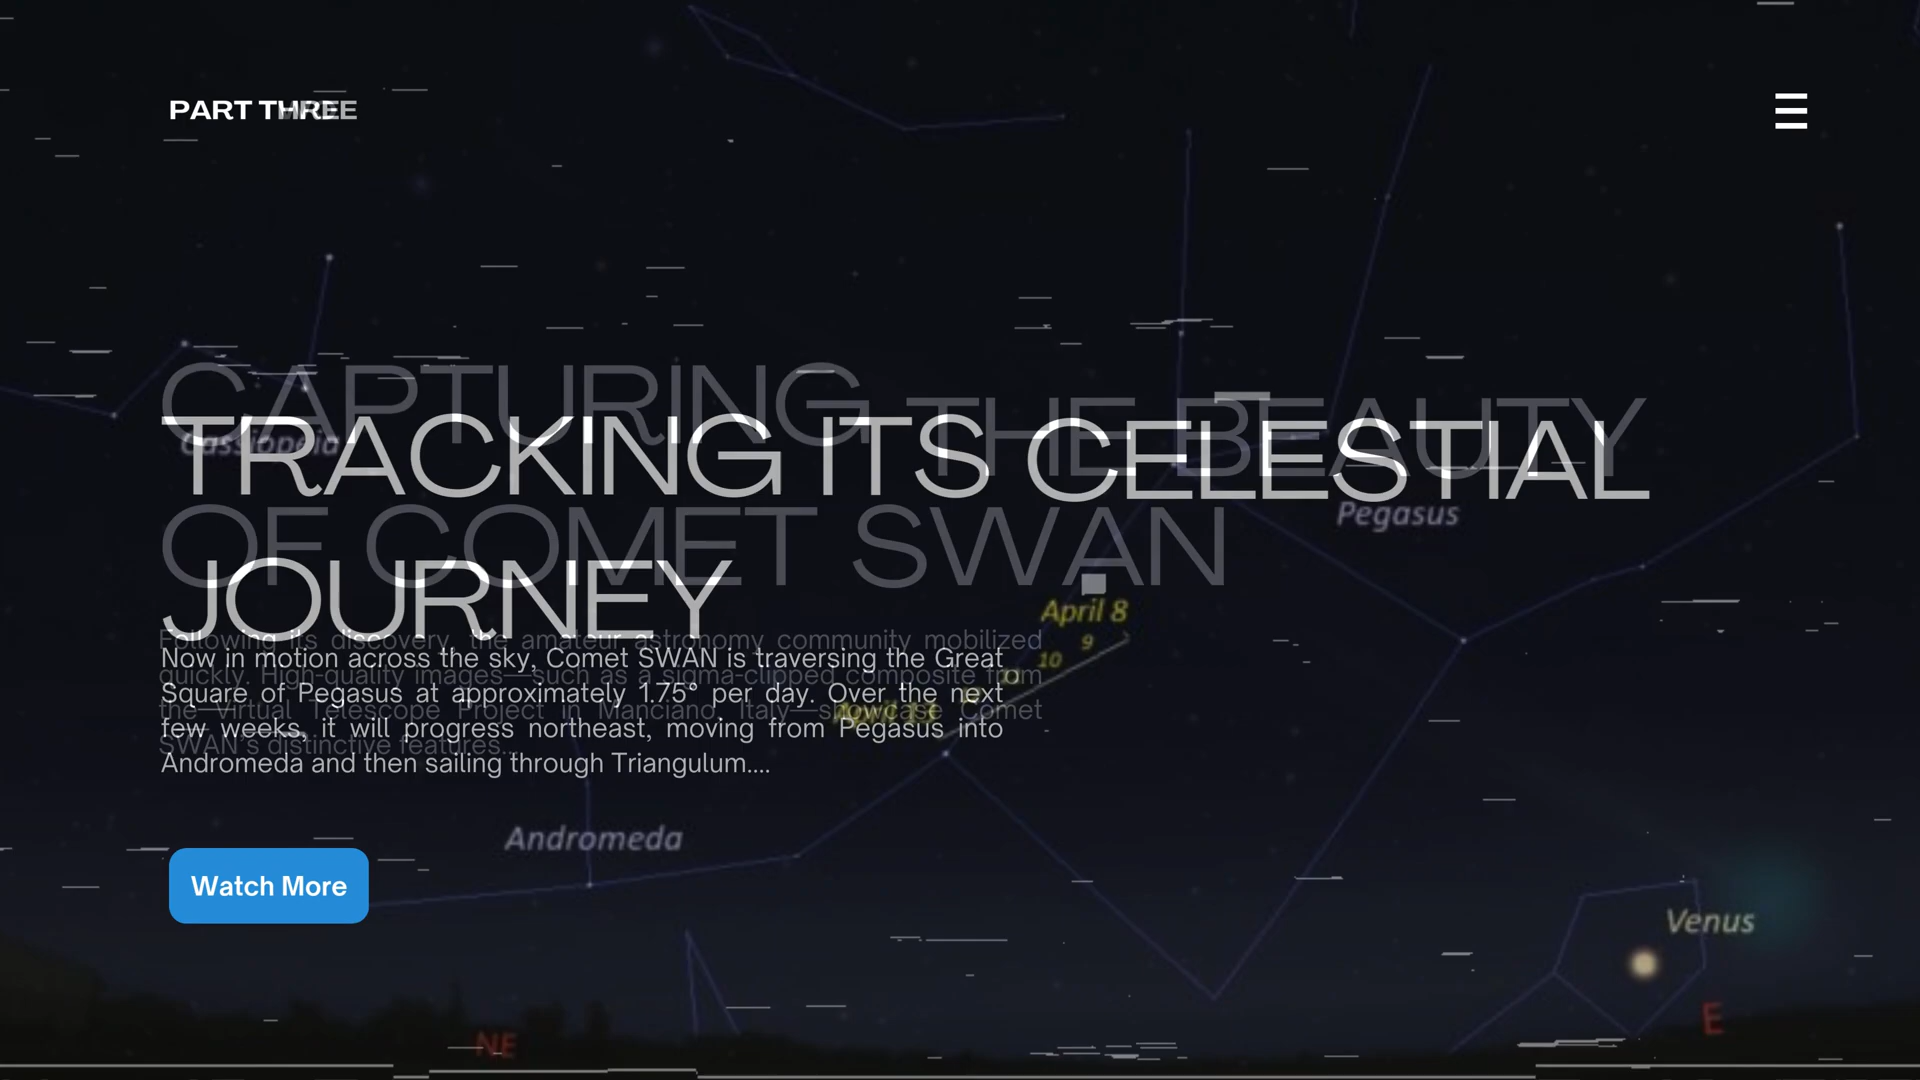 PART THREE
CAPTURING THE BEAUTY
TRACKING ITS CELESTIAL
Cassiopeia
OF COMET SWAN
Pegasus
JOURNEY
April 8
9
10
Following its discovery, the amateur astronomy community mobilized
quickly. High-quality images—such as a sigma-clipped composite from
the Virtual Telescope Project in Manciano, Italy—showcase Comet
SWAN's distinctive features...
Now in motion across the sky, Comet SWAN is traversing the Great
Square of Pegasus at approximately 1.75° per day. Over the next
few weeks, it will progress northeast, moving from Pegasus into
Andromeda and then sailing through Triangulum....
Andromeda
Watch More
Venus
E
NE